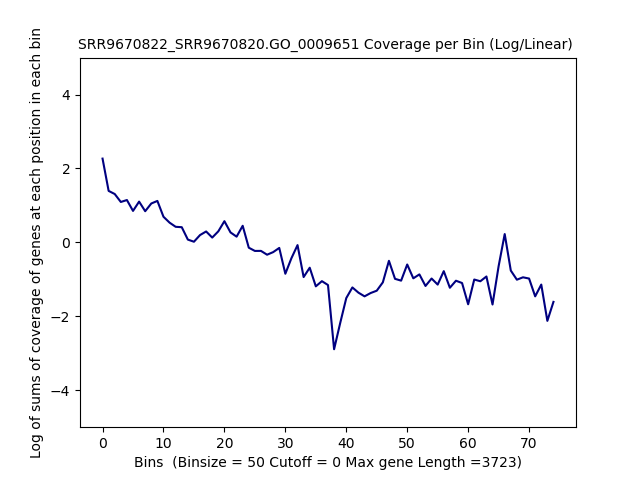 SRR9670822_SRR9670820.GO_0009651 Coverage per Bin (Log/Linear)
Log of sums of coverage of genes at each position in each bin
4
2
0
−2
−4
0 10 20 30 40 50 60 70
Bins  (Binsize = 50 Cutoff = 0 Max gene Length =3723)